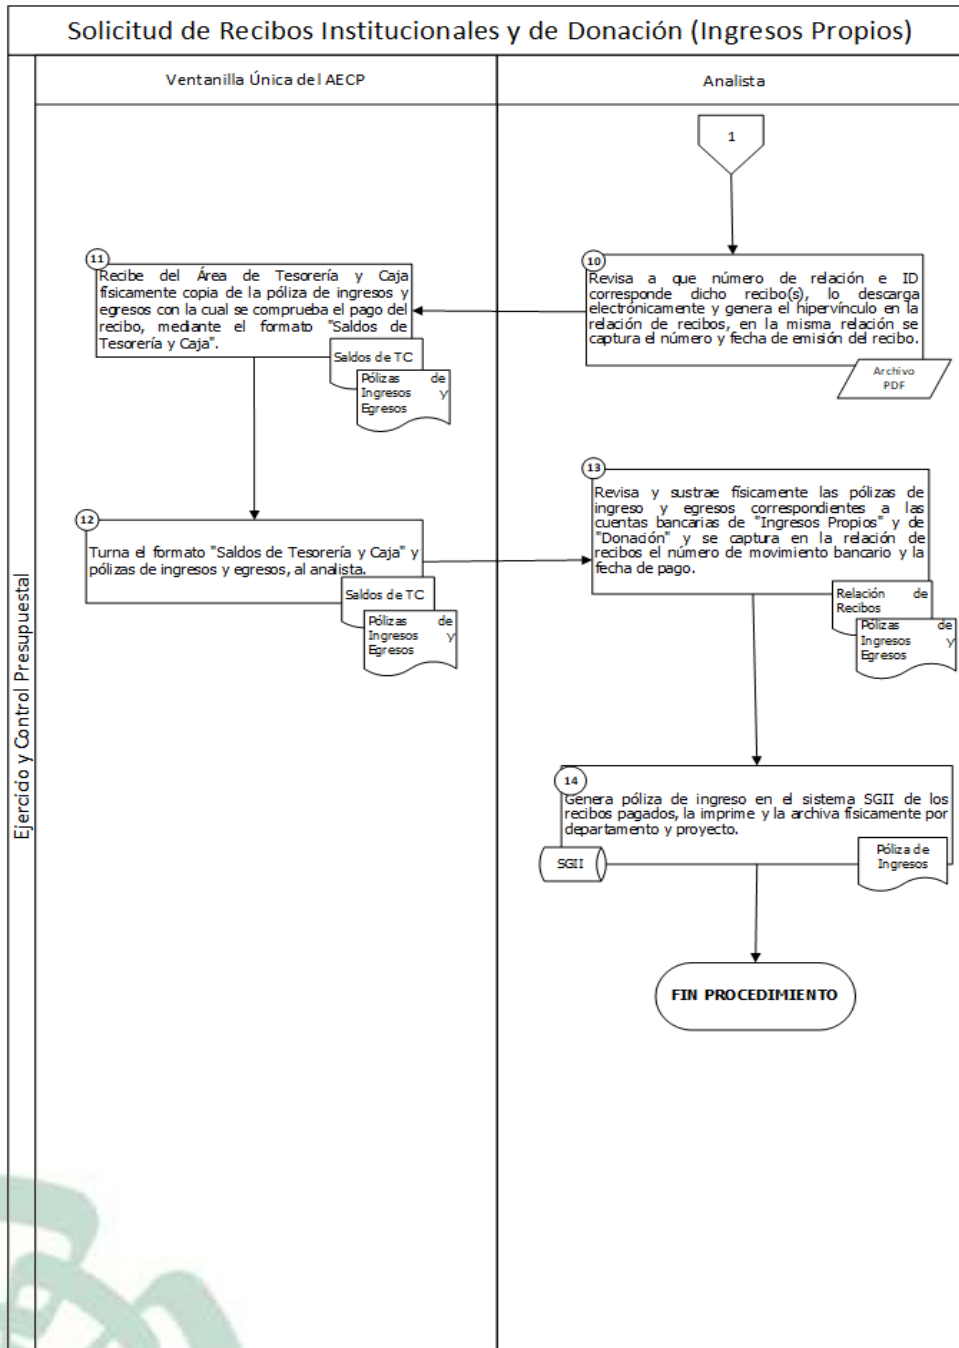 Solicitud de Recibos Institucionales y de Donación (Ingresos Propios)
Ventanilla Única del AECP
Analista
Ejercido y Control Presupuestal
1
10
Revisa a que número de relación e ID
corresponde dicho recibo(s), lo descarga
electrónicamente y genera el hipervínculo en la
relación de recibos, en la misma relación se
captura el número y fecha de emisión del recibo.
Archivo
PDF
11
Recibe del Área de Tesorería y Caja
físicamente copia de la póliza de ingresos y
egresos con la cual se comprueba el pago del
recibo, mediante el formato "Saldos de
Tesorería y Caja".
Saldos de TC
Pólizas de
Ingresos y
Egresos
12
Turna el formato "Saldos de Tesorería y Caja" y
pólizas de ingresos y egresos, al analista.
Saldos de TC
Pólizas de
Ingresos y
Egresos
13
Revisa y sustrae físicamente las pólizas de
ingreso y egresos correspondientes a las
cuentas bancarias de "Ingresos Propios" y de
"Donación" y se captura en la relación de
recibos el número de movimiento bancario y la
fecha de pago.
Relación de
Recibos
Pólizas de
Ingresos y
Egresos
14
Genera póliza de ingreso en el sistema SGII de los
recibos pagados, la imprime y la archiva físicamente por
departamento y proyecto.
SGII
Póliza de
Ingresos
FIN PROCEDIMIENTO